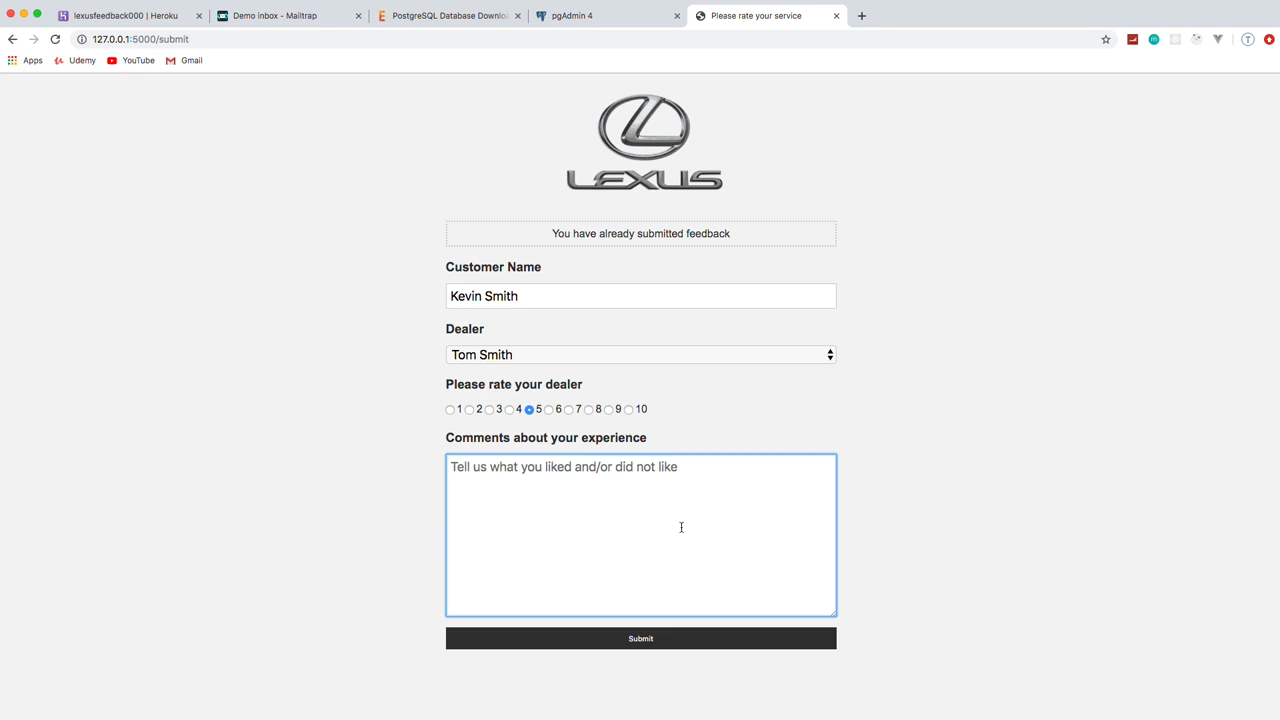 lexusfeedback000 | Heroku
Demo inbox - Mailtrap
PostgreSQL Database Downloa
pgAdmin 4
Please rate your service
127.0.0.1:5000/submit
Apps
Udemy
YouTube
Gmail
LEXUS
You have already submitted feedback
Customer Name
Kevin Smith
Dealer
Tom Smith
Please rate your dealer
1 2 3 4 5 6 7 8 9 10
Comments about your experience
Tell us what you liked and/or did not like
Submit